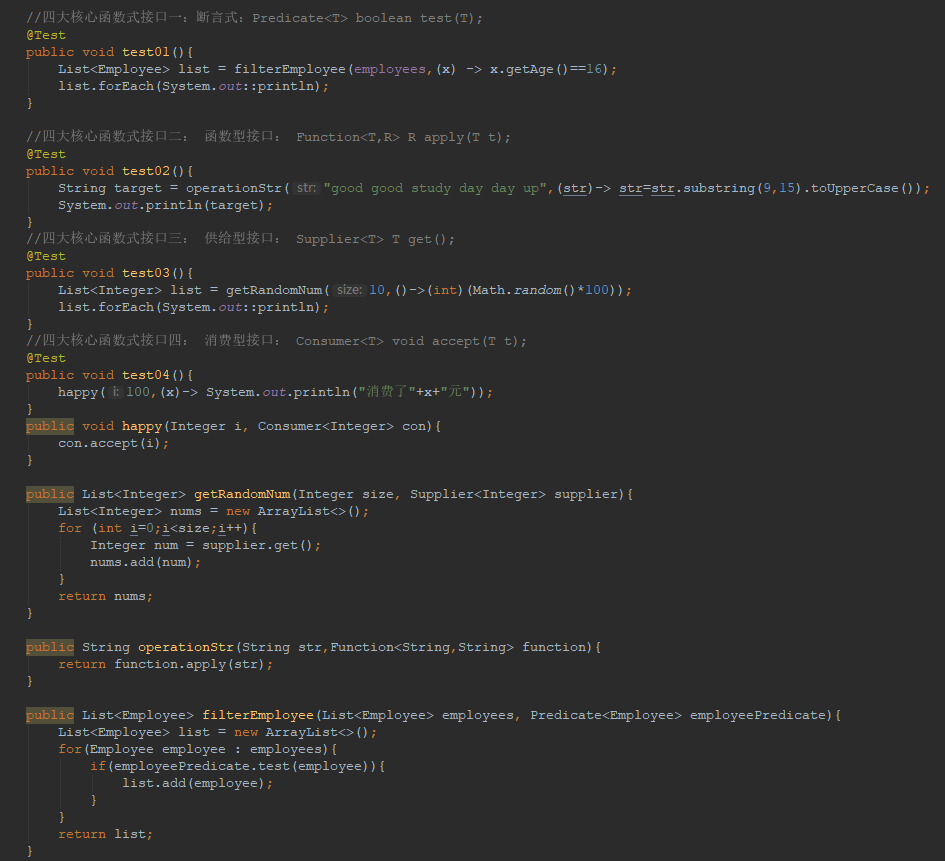 //四大核心函数式接口一：断言式：Predicate<T> boolean test(T);
@Test
public void test01(){
    List<Employee> list = filterEmployee(employees,(x) -> x.getAge()==16);
    list.forEach(System.out::println);
}

//四大核心函数式接口二： 函数型接口： Function<T,R> R apply(T t);
@Test
public void test02(){
    String target = operationStr( str: "good good study day day up",(str)-> str=str.substring(9,15).toUpperCase());
    System.out.println(target);
}
//四大核心函数式接口三： 供给型接口： Supplier<T> T get();
@Test
public void test03(){
    List<Integer> list = getRandomNum( size: 10,()->(int)(Math.random()*100));
    list.forEach(System.out::println);
}
//四大核心函数式接口四： 消费型接口： Consumer<T> void accept(T t);
@Test
public void test04(){
    happy( i: 100,(x)-> System.out.println("消费了"+x+"元"));
}
public void happy(Integer i, Consumer<Integer> con){
    con.accept(i);
}

public List<Integer> getRandomNum(Integer size, Supplier<Integer> supplier){
    List<Integer> nums = new ArrayList<>();
    for (int i=0;i<size;i++){
        Integer num = supplier.get();
        nums.add(num);
    }
    return nums;
}

public String operationStr(String str,Function<String,String> function){
    return function.apply(str);
}

public List<Employee> filterEmployee(List<Employee> employees, Predicate<Employee> employeePredicate){
    List<Employee> list = new ArrayList<>();
    for(Employee employee : employees){
        if(employeePredicate.test(employee)){
            list.add(employee);
        }
    }
    return list;
}